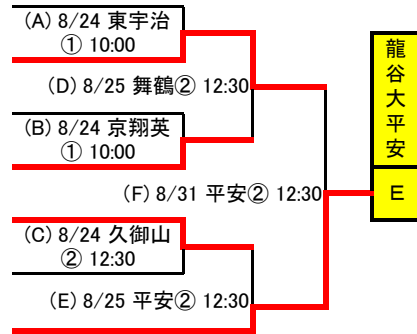 (A) 8/24 東宇治
① 10:00
(D) 8/25 舞鶴② 12:30
(B) 8/24 京翔英
① 10:00
(F) 8/31 平安② 12:30
(C) 8/24 久御山
② 12:30
(E) 8/25 平安② 12:30
龍谷大平安
E